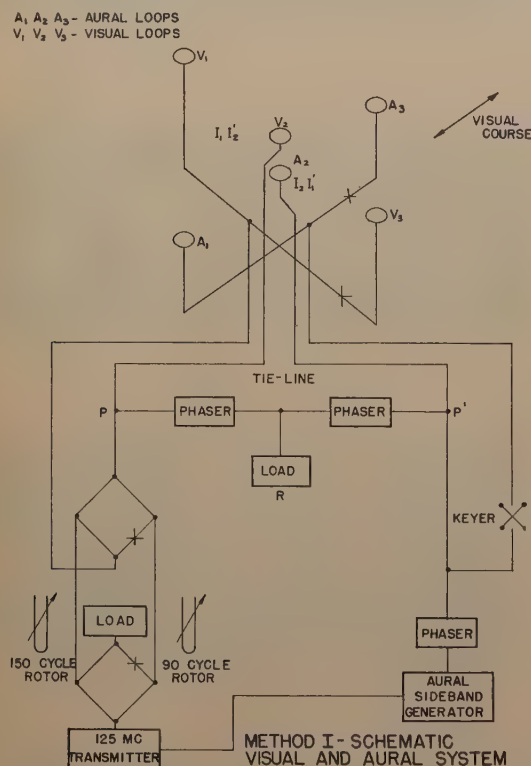 A₁ A₂ A₃ - AURAL LOOPS
V₁ V₂ V₃ - VISUAL LOOPS
V₁
A₃
VISUAL
COURSE
I₁ I₂'
V₂
A₂
I₂ I₁'
V₃
A₁
TIE-LINE
P
PHASER
PHASER
P'
LOAD
R
KEYER
LOAD
150 CYCLE
ROTOR
90 CYCLE
ROTOR
PHASER
AURAL
SIDEBAND
GENERATOR
125 MC
TRANSMITTER
METHOD I - SCHEMATIC
VISUAL AND AURAL SYSTEM